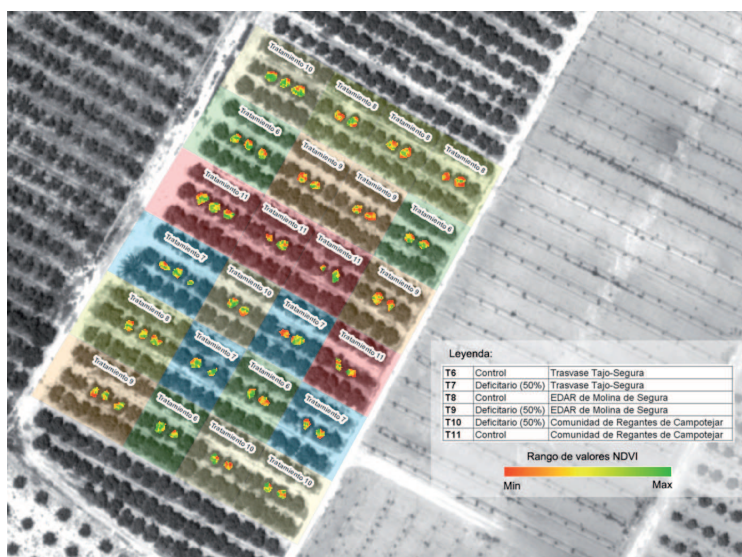 Tratamiento 10
Tratamiento 8
Tratamiento 8
Tratamiento 8
Tratamiento 6
Tratamiento 9
Tratamiento 9
Tratamiento 6
Tratamiento 11
Tratamiento 11
Tratamiento 11
Tratamiento 9
Tratamiento 7
Tratamiento 10
Tratamiento 7
Tratamiento 11
Tratamiento 8
Tratamiento 7
Tratamiento 6
Tratamiento 7
Tratamiento 9
Tratamiento 6
Tratamiento 10
Tratamiento 10
Leyenda:
T6 Control Trasvase Tajo-Segura
T7 Deficitario (50%) Trasvase Tajo-Segura
T8 Control EDAR de Molina de Segura
T9 Deficitario (50%) EDAR de Molina de Segura
T10 Deficitario (50%) Comunidad de Regantes de Campotejar
T11 Control Comunidad de Regantes de Campotejar
Rango de valores NDVI
Mín Max